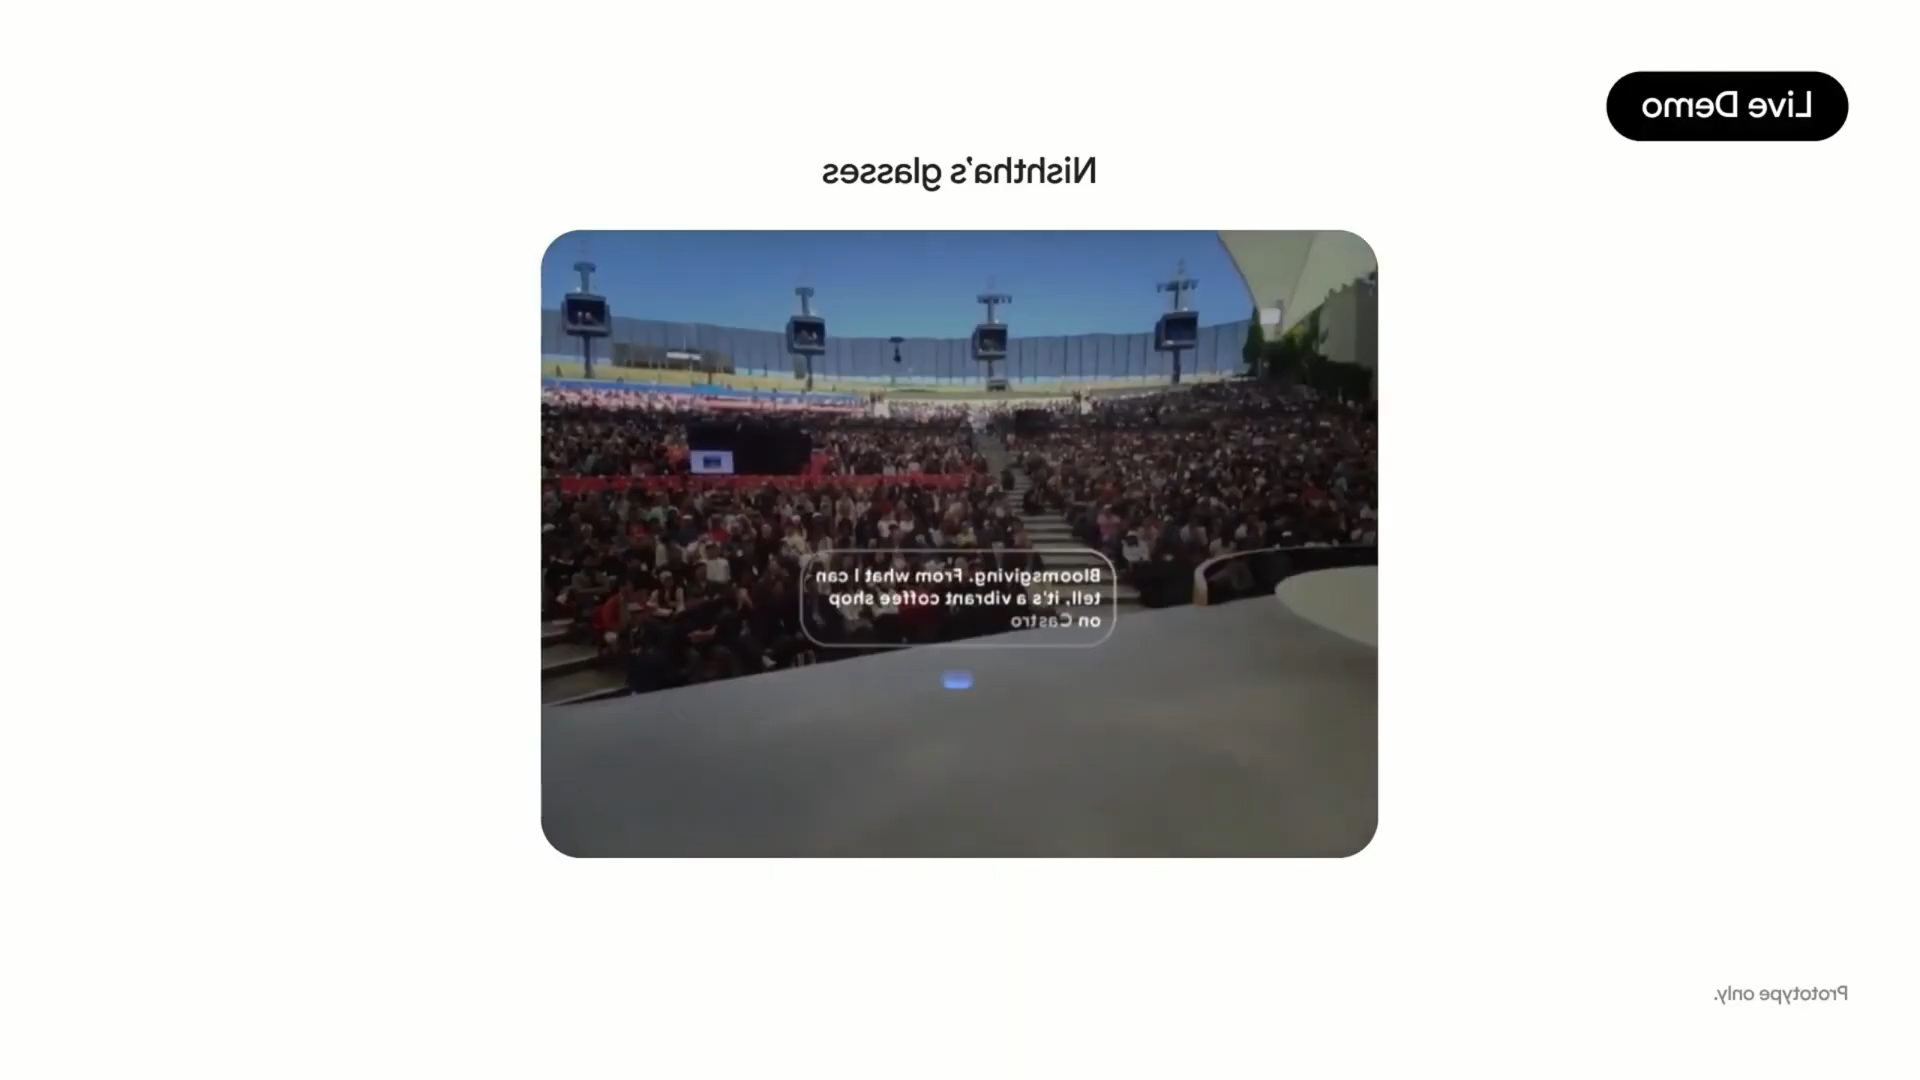 Live Demo
Nishtha's glasses
Bloomsgiving. From what I can
tell, it's a vibrant coffee shop
on Castro
Prototype only.